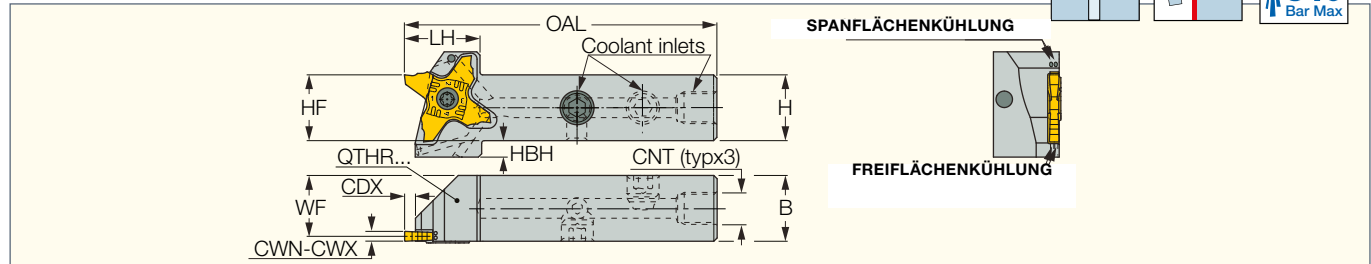 Bar Max
OAL
SPANFLÄCHENKÜHLUNG
LH
Coolant inlets
HF
H
QTHR...
HBH
CNT (typx3)
FREIFLÄCHENKÜHLUNG
CDX
WF
B
CWN-CWX